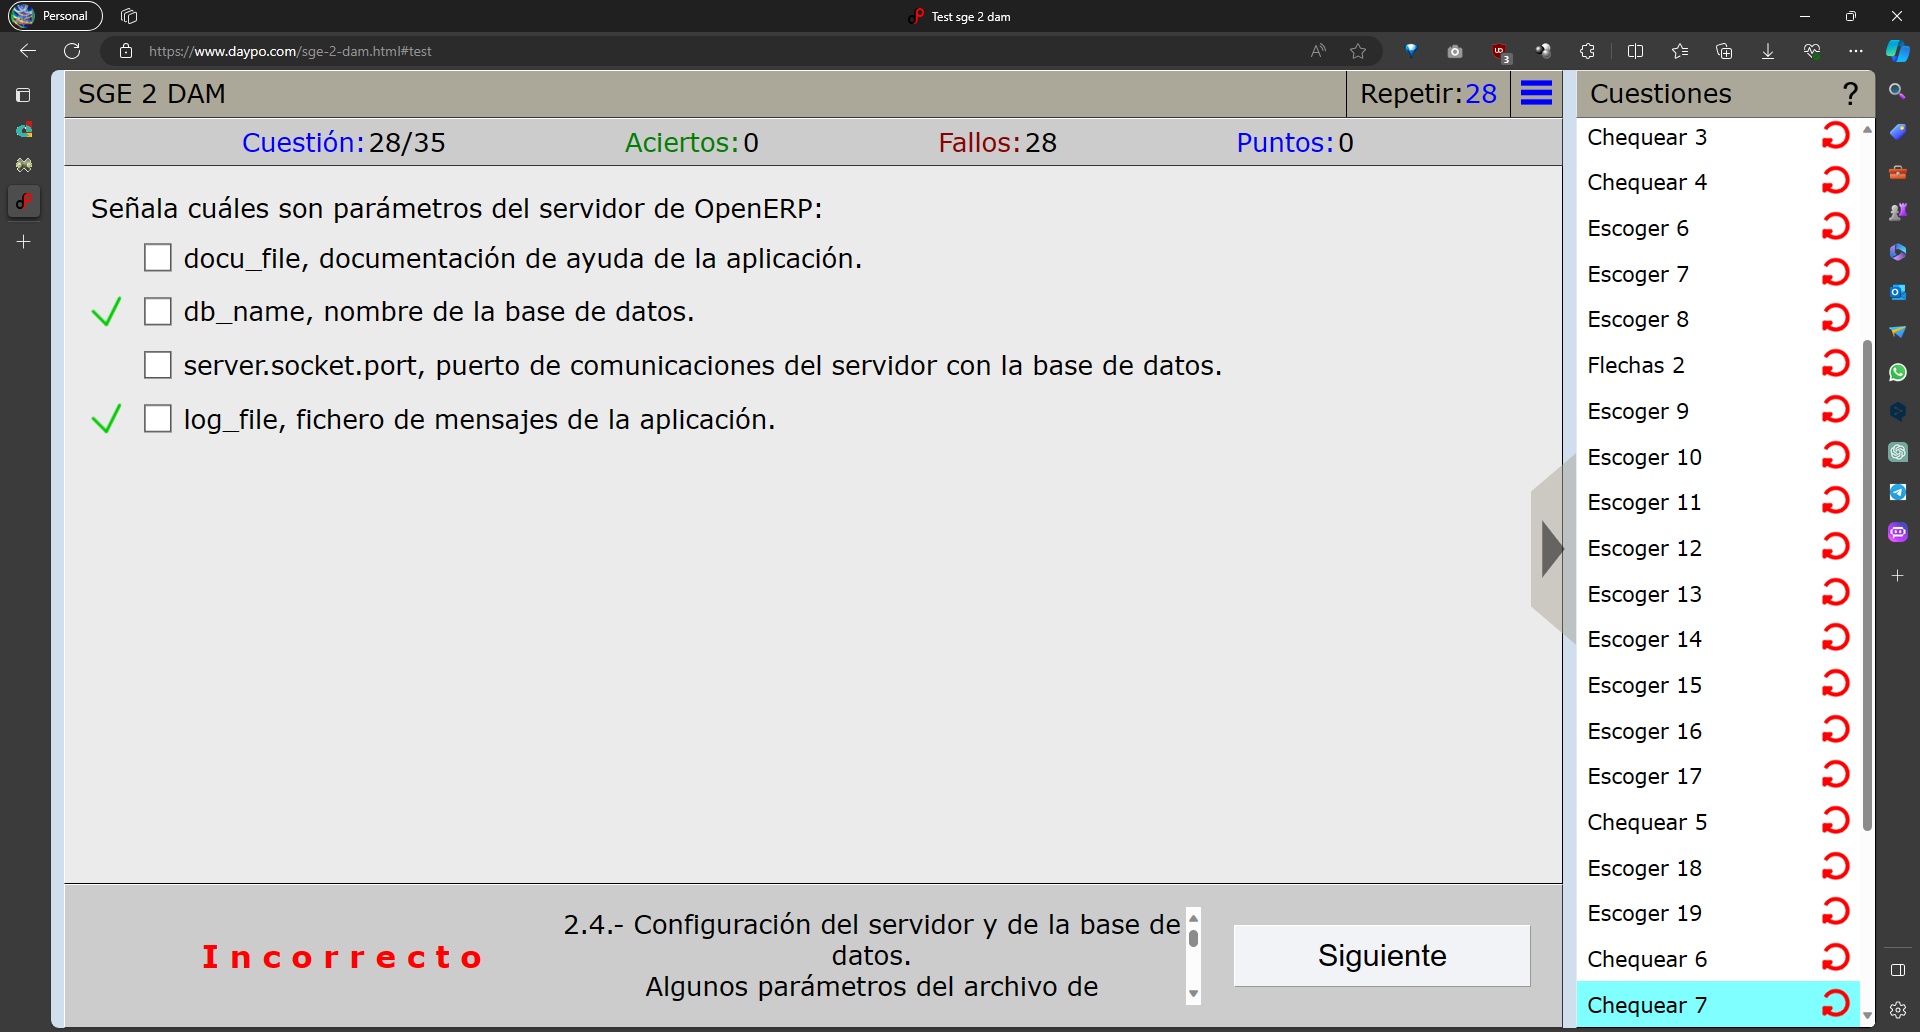 Personal
Test sge 2 dam
https://www.daypo.com/sge-2-dam.html#test
SGE 2 DAM
Repetir:28
Cuestión:28/35
Aciertos:0
Fallos:28
Puntos:0
Señala cuáles son parámetros del servidor de OpenERP:
docu_file, documentación de ayuda de la aplicación.
db_name, nombre de la base de datos.
server.socket.port, puerto de comunicaciones del servidor con la base de datos.
log_file, fichero de mensajes de la aplicación.
Incorrecto
2.4.- Configuración del servidor y de la base de
datos.
Algunos parámetros del archivo de
Siguiente
Cuestiones
?
Chequear 3
Chequear 4
Escoger 6
Escoger 7
Escoger 8
Flechas 2
Escoger 9
Escoger 10
Escoger 11
Escoger 12
Escoger 13
Escoger 14
Escoger 15
Escoger 16
Escoger 17
Chequear 5
Escoger 18
Escoger 19
Chequear 6
Chequear 7
3